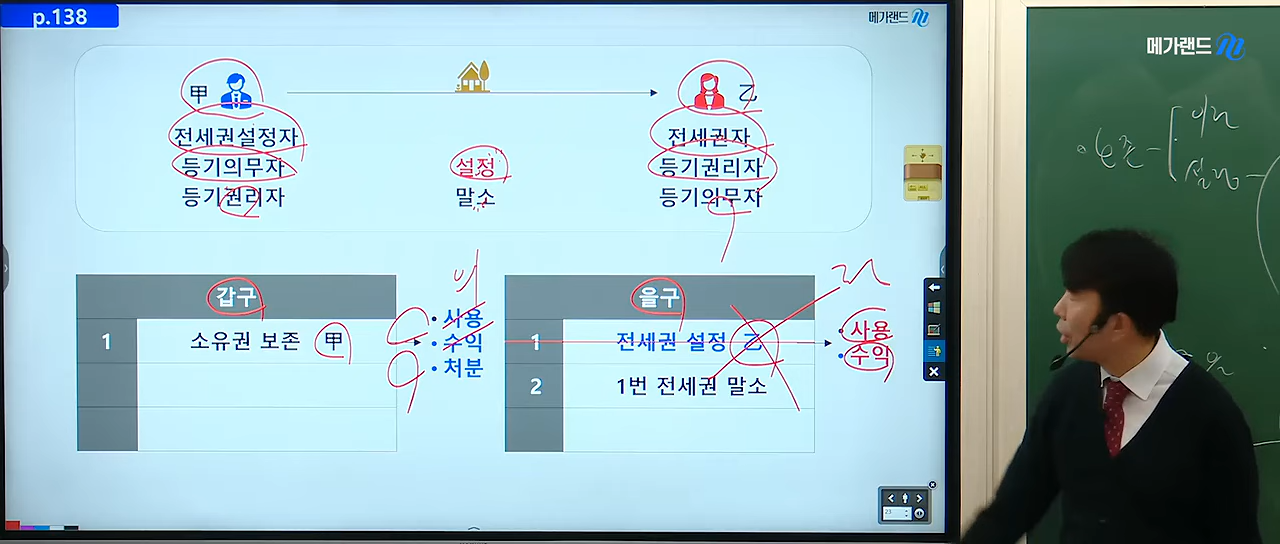 p.138
메가랜드
메가랜드
甲
乙
전세권설정자
전세권자
등기의무자
설정
등기권리자
등기권리자
말소
등기의무자
갑구
을구
1
소유권 보존 甲
• 사용
• 수익
• 처분
1
전세권 설정 乙
• 사용
• 수익
2
1번 전세권 말소
23